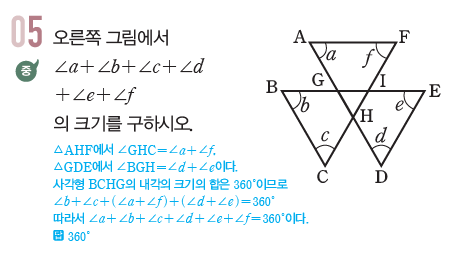 05
중
오른쪽 그림에서
∠a+∠b+∠c+∠d
+∠e+∠f
의 크기를 구하시오.
△AHF에서 ∠GHC=∠a+∠f,
△GDE에서 ∠BGH=∠d+∠e이다.
사각형 BCHG의 내각의 크기의 합은 360°이므로
∠b+∠c+(∠a+∠f)+(∠d+∠e)=360°
따라서 ∠a+∠b+∠c+∠d+∠e+∠f=360°이다.
답 360°
A F
a f
B G I E
b e
H
c d
C D